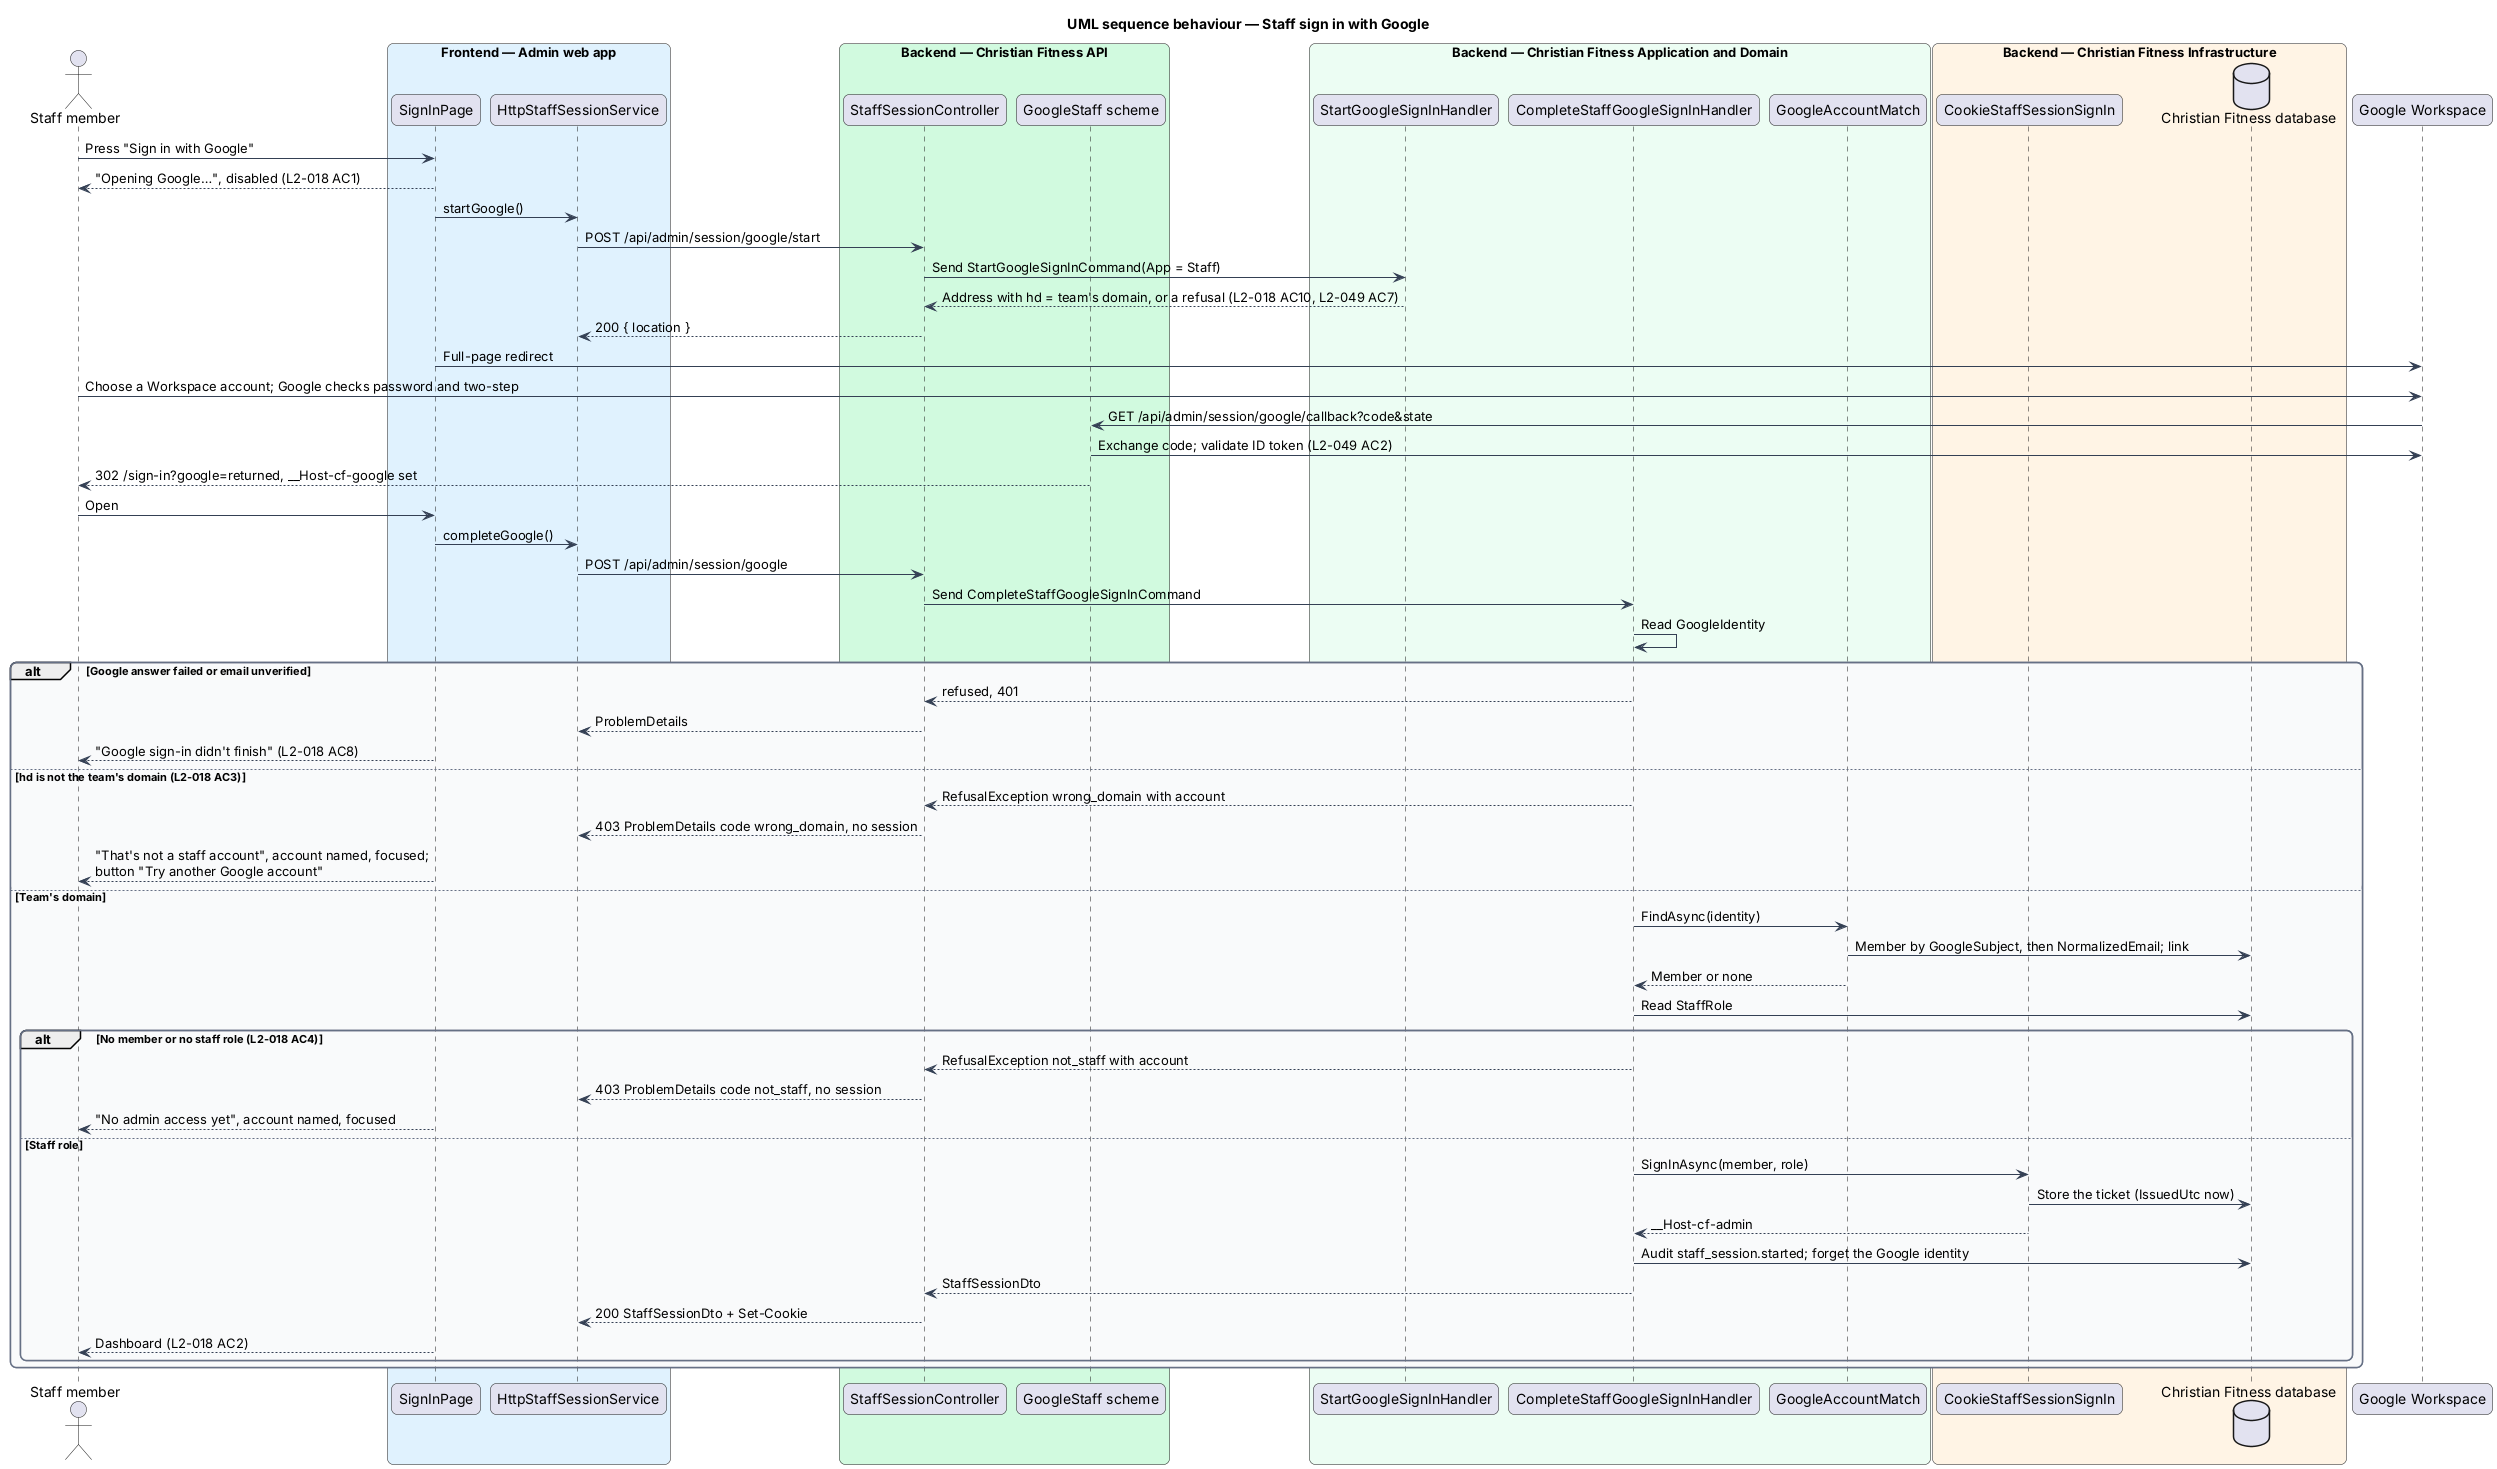 UML sequence behaviour — Staff sign in with Google
Frontend — Admin web app
Backend — Christian Fitness API
Backend — Christian Fitness Application and Domain
Backend — Christian Fitness Infrastructure
Staff member
SignInPage
HttpStaffSessionService
StaffSessionController
GoogleStaff scheme
StartGoogleSignInHandler
CompleteStaffGoogleSignInHandler
GoogleAccountMatch
CookieStaffSessionSignIn
Christian Fitness database
Google Workspace
Press "Sign in with Google"
"Opening Google…", disabled (L2-018 AC1)
startGoogle()
POST /api/admin/session/google/start
Send StartGoogleSignInCommand(App = Staff)
Address with hd = team's domain, or a refusal (L2-018 AC10, L2-049 AC7)
200 { location }
Full-page redirect
Choose a Workspace account; Google checks password and two-step
GET /api/admin/session/google/callback?code&state
Exchange code; validate ID token (L2-049 AC2)
302 /sign-in?google=returned, __Host-cf-google set
Open
completeGoogle()
POST /api/admin/session/google
Send CompleteStaffGoogleSignInCommand
Read GoogleIdentity
alt [Google answer failed or email unverified]
refused, 401
ProblemDetails
"Google sign-in didn't finish" (L2-018 AC8)
[hd is not the team's domain (L2-018 AC3)]
RefusalException wrong_domain with account
403 ProblemDetails code wrong_domain, no session
"That's not a staff account", account named, focused;
button "Try another Google account"
[Team's domain]
FindAsync(identity)
Member by GoogleSubject, then NormalizedEmail; link
Member or none
Read StaffRole
alt [No member or no staff role (L2-018 AC4)]
RefusalException not_staff with account
403 ProblemDetails code not_staff, no session
"No admin access yet", account named, focused
[Staff role]
SignInAsync(member, role)
Store the ticket (IssuedUtc now)
__Host-cf-admin
Audit staff_session.started; forget the Google identity
StaffSessionDto
200 StaffSessionDto + Set-Cookie
Dashboard (L2-018 AC2)
Staff member
SignInPage
HttpStaffSessionService
StaffSessionController
GoogleStaff scheme
StartGoogleSignInHandler
CompleteStaffGoogleSignInHandler
GoogleAccountMatch
CookieStaffSessionSignIn
Christian Fitness database
Google Workspace